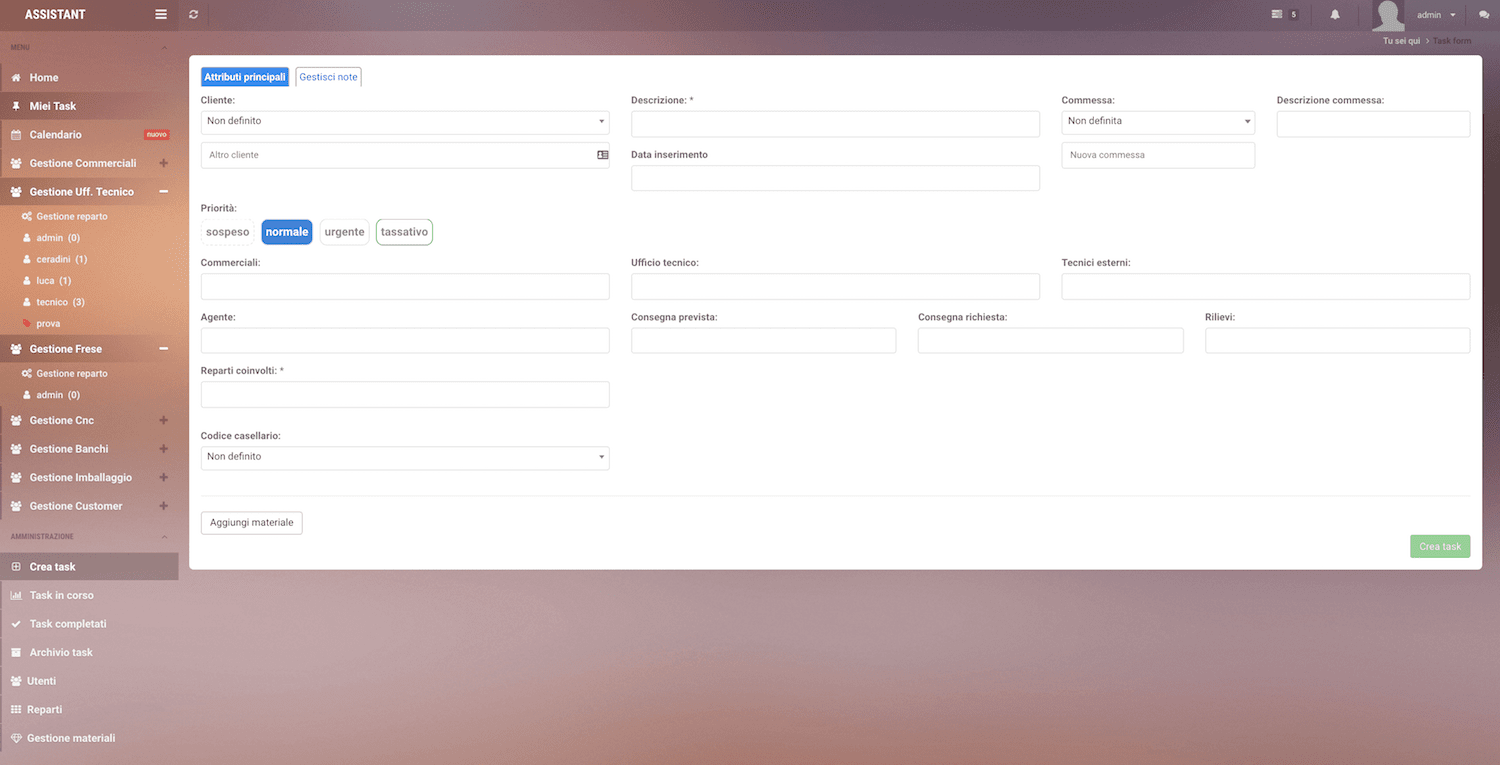 ASSISTANT
5
admin
Tu sei qui > Task form
MENU
Home
Miei Task
Calendario nuovo
Gestione Commerciali
Gestione Uff. Tecnico
Gestione reparto
admin (0)
ceradini (1)
luca (1)
tecnico (3)
prova
Gestione Frese
Gestione reparto
admin (0)
Gestione Cnc
Gestione Banchi
Gestione Imballaggio
Gestione Customer
AMMINISTRAZIONE
Crea task
Task in corso
Task completati
Archivio task
Utenti
Reparti
Gestione materiali
Attributi principali Gestisci note
Cliente: Descrizione: * Commessa: Descrizione commessa:
Non definito Non definita
Altro cliente Data inserimento Nuova commessa
Priorità:
sospeso normale urgente tassativo
Commerciali: Ufficio tecnico: Tecnici esterni:
Agente: Consegna prevista: Consegna richiesta: Rilievi:
Reparti coinvolti: *
Codice casellario:
Non definito
Aggiungi materiale
Crea task